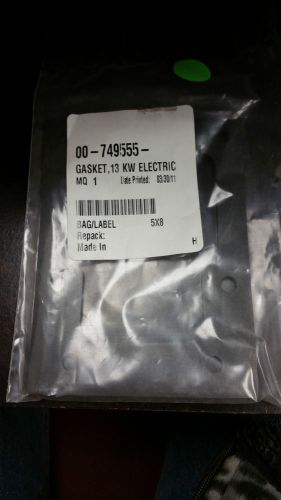 00-749555-
GASKET,13 KW ELECTRIC
MQ 1 Date Printed: 03/30/11
BAG/LABEL 5X8
Repack:
Made In H